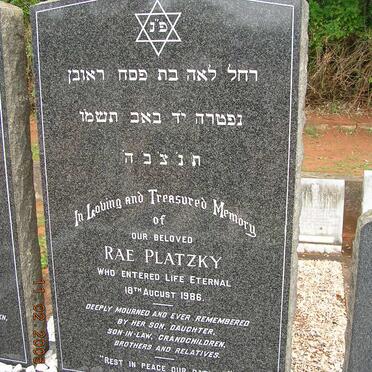 פ״נ
רחל לאה בת פסח ראובן
נפטרה יד באב תשמו
ת נ צ ב ה
In Loving and Treasured Memory
of
OUR BELOVED
RAE PLATZKY
WHO ENTERED LIFE ETERNAL
18TH AUGUST 1986.
DEEPLY MOURNED AND EVER REMEMBERED
BY HER SON, DAUGHTER,
SON-IN-LAW, GRANDCHILDREN,
BROTHERS AND RELATIVES.
"REST IN PEACE OUR